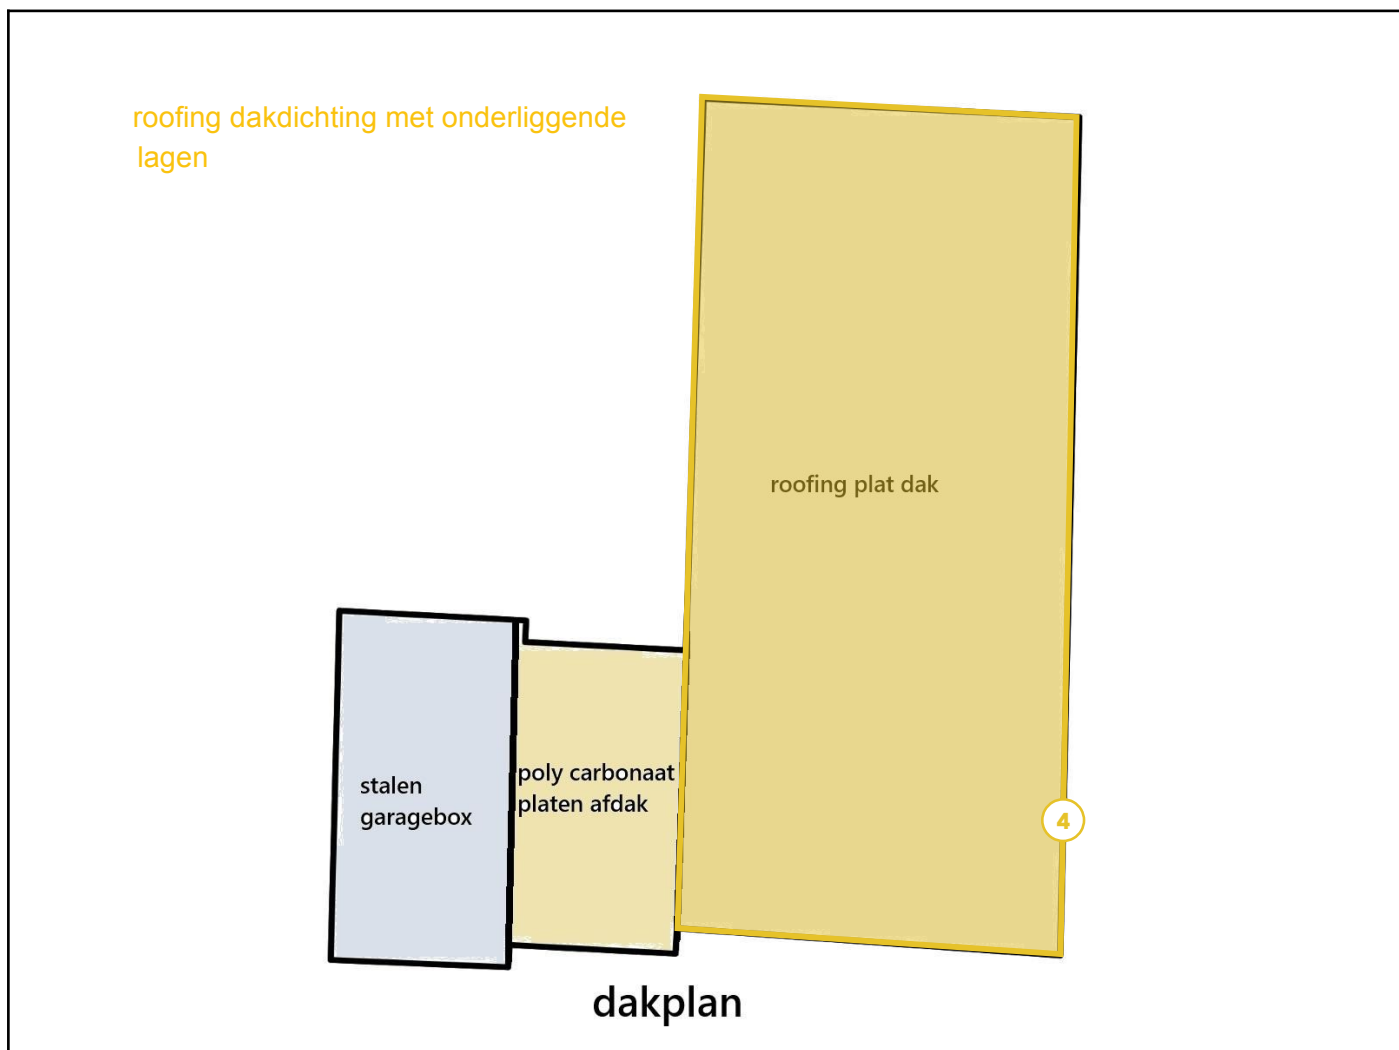 roofing dakdichting met onderliggende
lagen
roofing plat dak
poly carbonaat
platen afdak
stalen
garagebox
4
dakplan